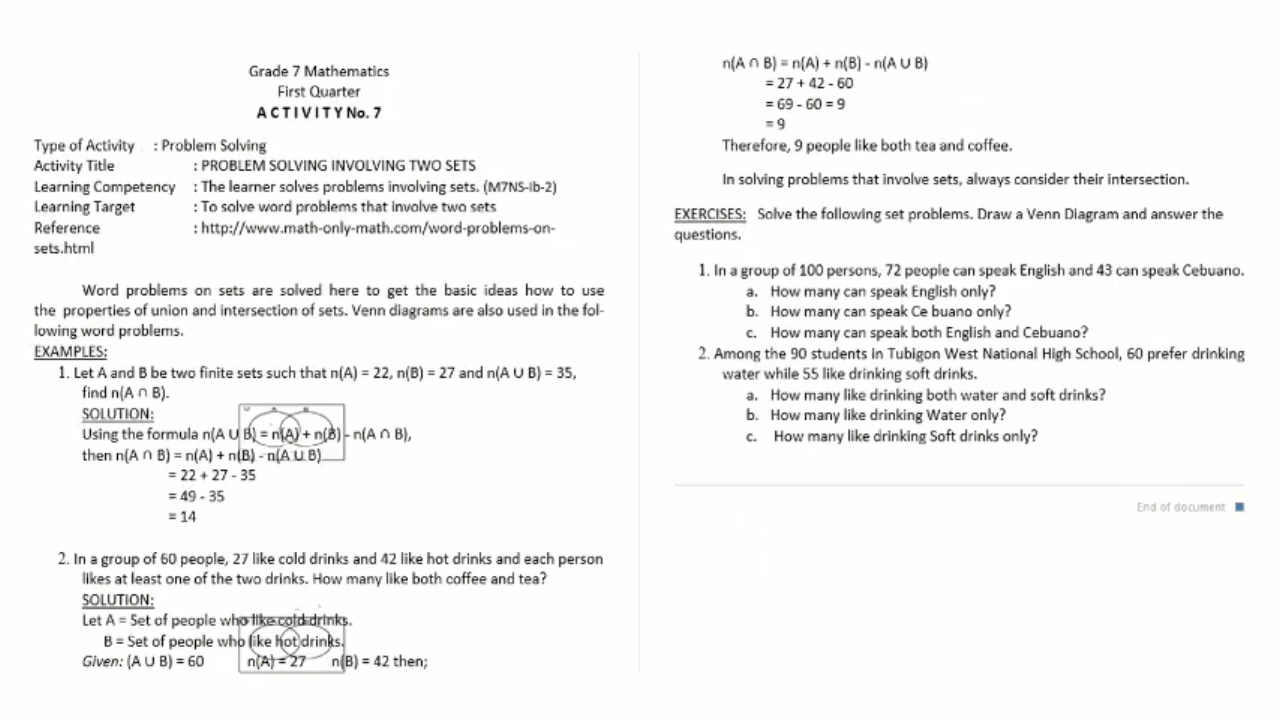 Grade 7 Mathematics
First Quarter
A C T I V I T Y No. 7
Type of Activity : Problem Solving
Activity Title : PROBLEM SOLVING INVOLVING TWO SETS
Learning Competency : The learner solves problems involving sets. (M7NS-Ib-2)
Learning Target : To solve word problems that involve two sets
Reference : http://www.math-only-math.com/word-problems-on-
sets.html
Word problems on sets are solved here to get the basic ideas how to use
the properties of union and intersection of sets. Venn diagrams are also used in the fol-
lowing word problems.
EXAMPLES:
1. Let A and B be two finite sets such that n(A) = 22, n(B) = 27 and n(A U B) = 35,
find n(A ∩ B).
SOLUTION:
U A B
Using the formula n(A U B) = n(A) + n(B) - n(A ∩ B),
then n(A ∩ B) = n(A) + n(B) - n(A U B)
= 22 + 27 - 35
= 49 - 35
= 14
2. In a group of 60 people, 27 like cold drinks and 42 like hot drinks and each person
likes at least one of the two drinks. How many like both coffee and tea?
SOLUTION:
Let A = Set of people who like cold drinks.
B = Set of people who like hot drinks.
Given: (A U B) = 60 n(A) = 27 n(B) = 42 then;
n(A ∩ B) = n(A) + n(B) - n(A U B)
= 27 + 42 - 60
= 69 - 60 = 9
= 9
Therefore, 9 people like both tea and coffee.
In solving problems that involve sets, always consider their intersection.
EXERCISES: Solve the following set problems. Draw a Venn Diagram and answer the
questions.
1. In a group of 100 persons, 72 people can speak English and 43 can speak Cebuano.
a. How many can speak English only?
b. How many can speak Ce buano only?
c. How many can speak both English and Cebuano?
2. Among the 90 students in Tubigon West National High School, 60 prefer drinking
water while 55 like drinking soft drinks.
a. How many like drinking both water and soft drinks?
b. How many like drinking Water only?
c. How many like drinking Soft drinks only?
End of document